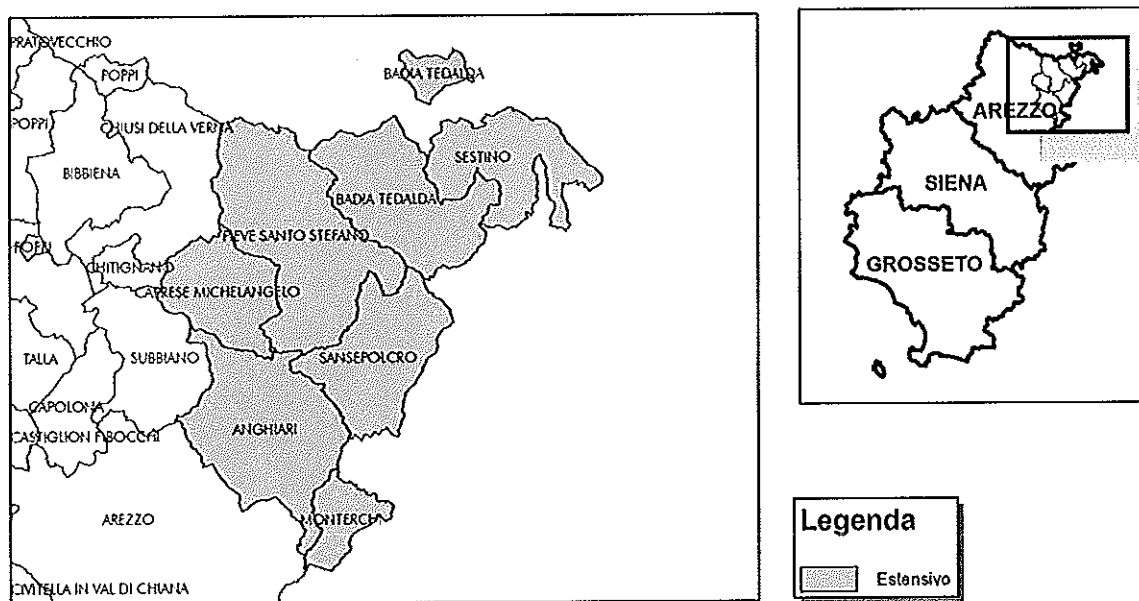 PRATOVECCHIO
POPPI
BADIA TEDALDA
POPPI
CHIUSI DELLA VERNA
SESTINO
BIBBIENA
BADIA TEDALDA
PIEVE SANTO STEFANO
POPPI
CHITIGNANO
CAPRESE MICHELANGELO
TALLA
SUBBIANO
SANSEPOLCRO
CAPOLONA
CASTIGLION FIBOCCHI
ANGHIARI
AREZZO
MONTERCHI
CIVITELLA IN VAL DI CHIANA
AREZZO
SIENA
GROSSETO
Legenda
Estensivo